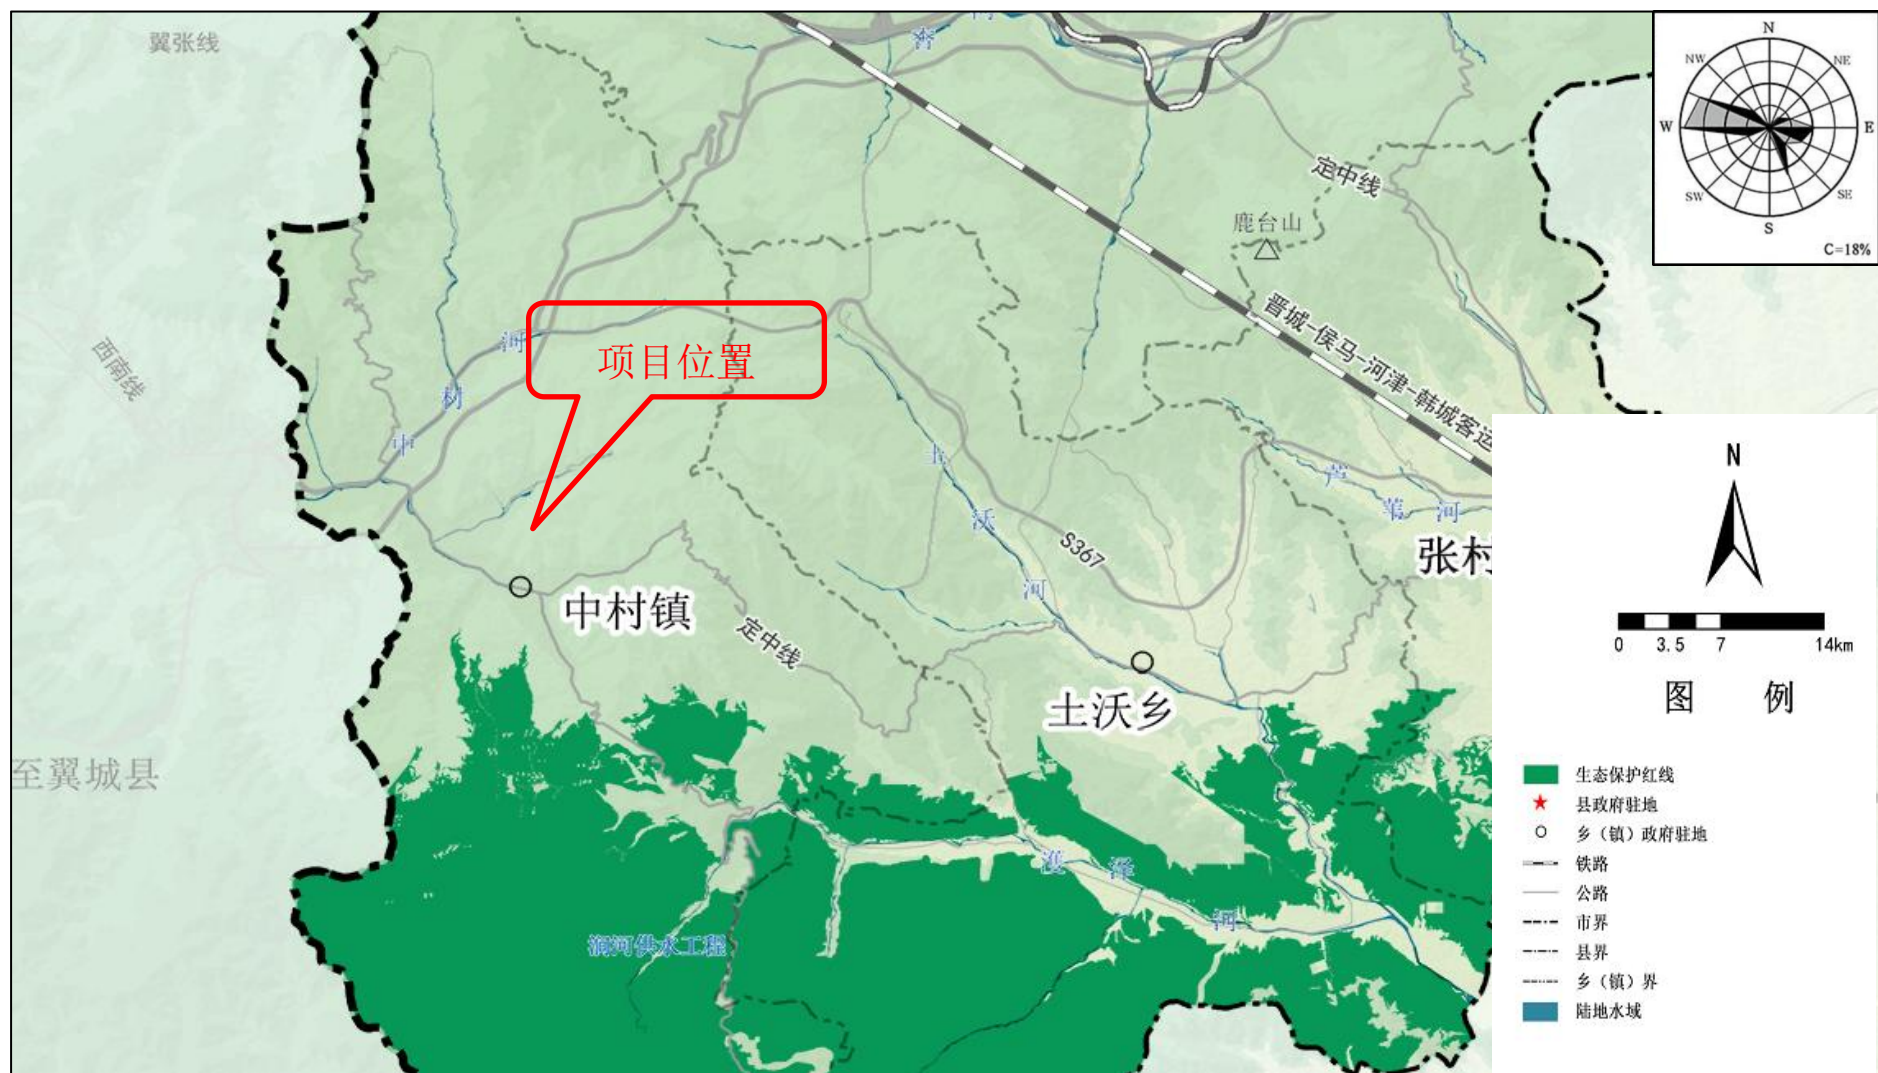 翼张线
西南线
至翼城县
中
村
河
项目位置
中村镇
定中线
涧河供水工程
土
沃
河
S367
土沃乡
鹿台山
定中线
晋城-侯马-河津-韩城客运
芦
苇
河
张村
濩
泽
河
N
NE
E
SE
S
SW
W
NW
C=18%
N
0 3.5 7 14km
图 例
生态保护红线
县政府驻地
乡（镇）政府驻地
铁路
公路
市界
县界
乡（镇）界
陆地水域